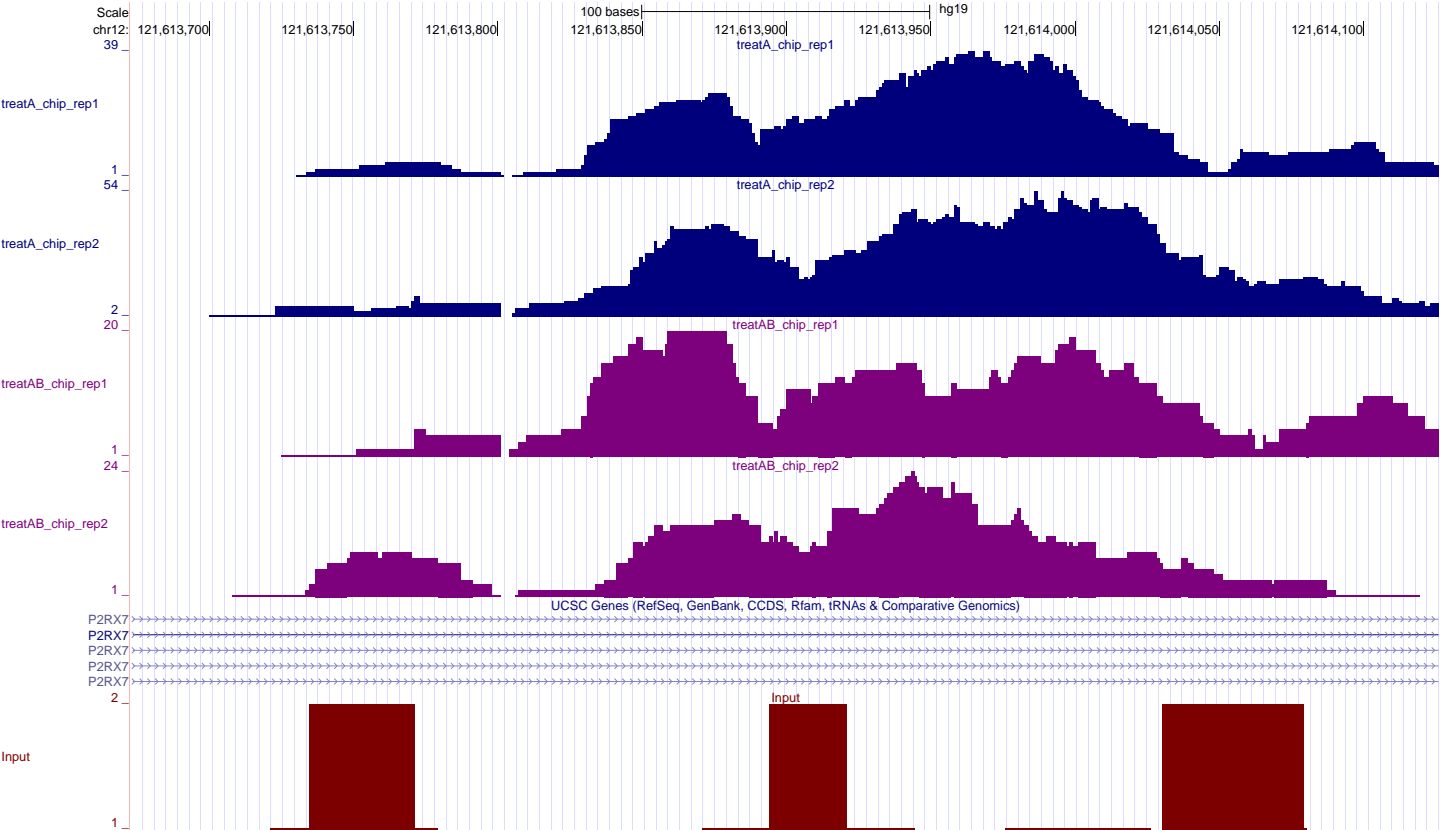 Scale 100 bases hg19
chr12: 121,613,700 121,613,750 121,613,800 121,613,850 121,613,900 121,613,950 121,614,000 121,614,050 121,614,100
39 _ treatA_chip_rep1
treatA_chip_rep1
1 _
54 _ treatA_chip_rep2
treatA_chip_rep2
2 _
20 _ treatAB_chip_rep1
treatAB_chip_rep1
1 _
24 _ treatAB_chip_rep2
treatAB_chip_rep2
1 _
UCSC Genes (RefSeq, GenBank, CCDS, Rfam, tRNAs & Comparative Genomics)
P2RX7
P2RX7
P2RX7
P2RX7
P2RX7
2 _ Input
Input
1 _